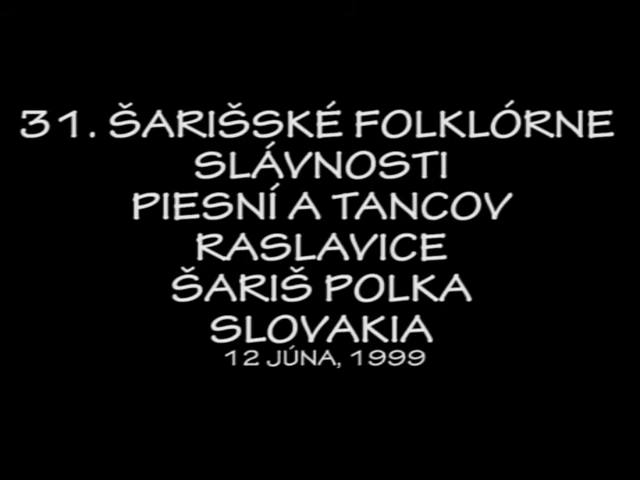 31. ŠARIŠSKÉ FOLKLÓRNE
SLÁVNOSTI
PIESNÍ A TANCOV
RASLAVICE
ŠARIŠ POLKA
SLOVAKIA
12 JÚNA, 1999